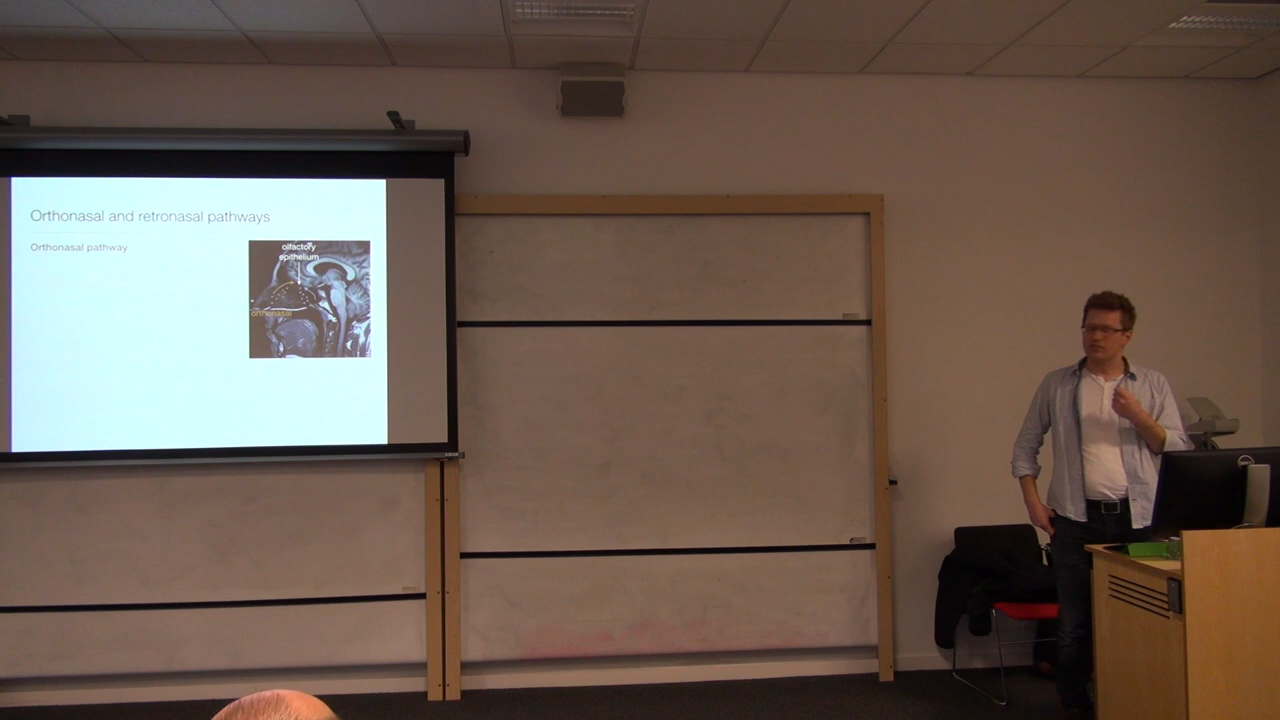 Orthonasal and retronasal pathways
Orthonasal pathway
olfactory
epithelium
orthonasal